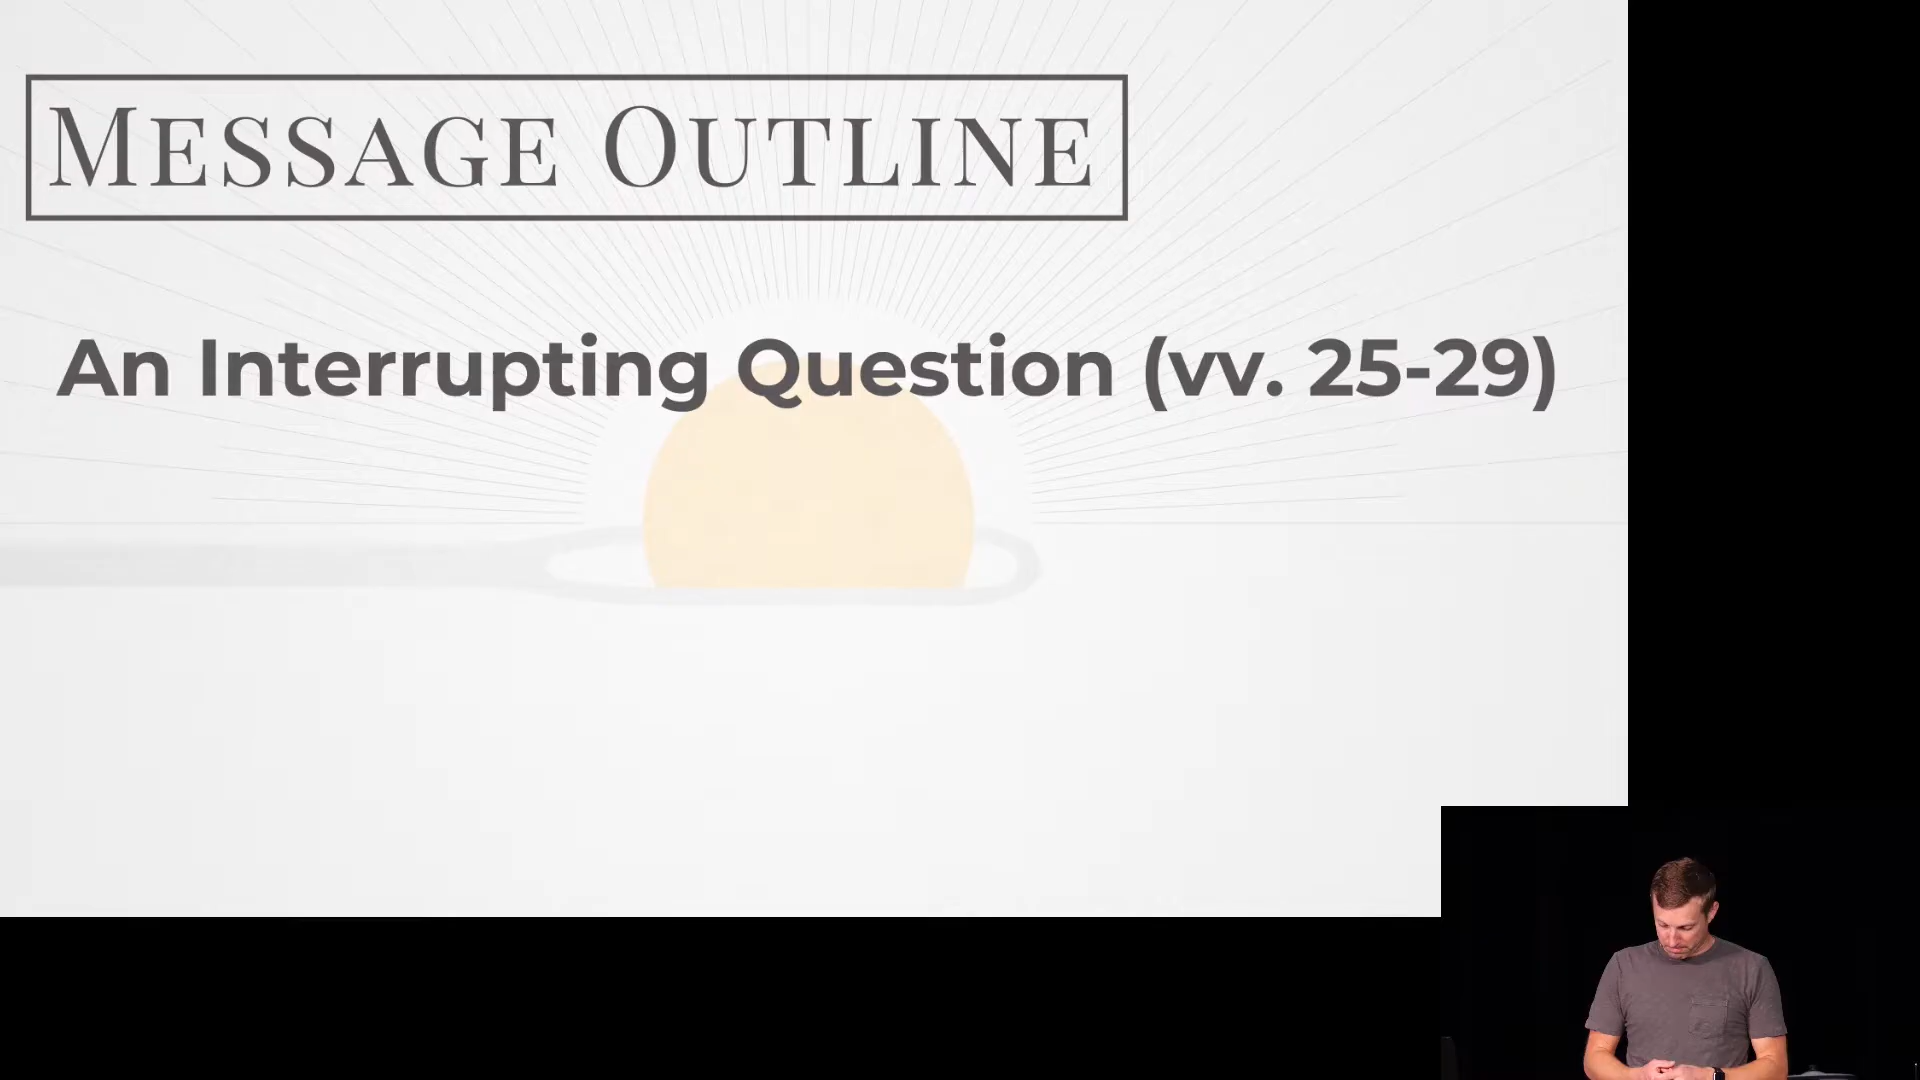 MESSAGE OUTLINE
An Interrupting Question (vv. 25-29)